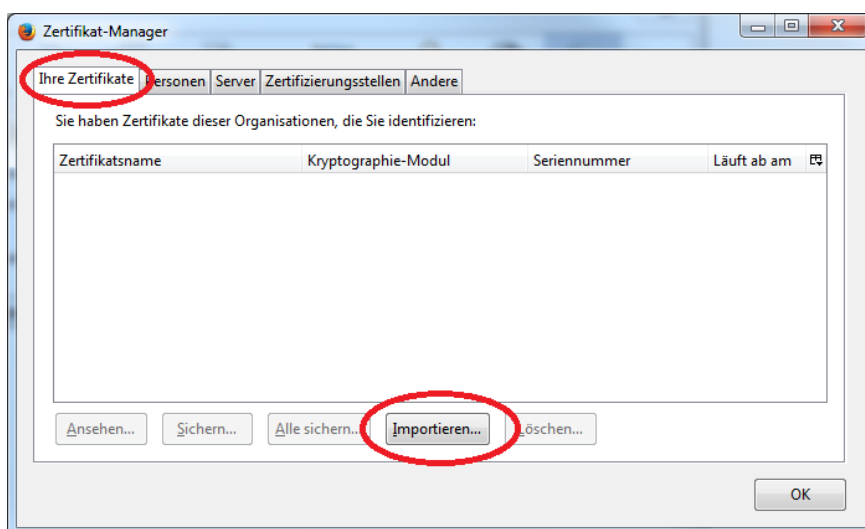 Zertifikat-Manager
Ihre Zertifikate Personen Server Zertifizierungsstellen Andere
Sie haben Zertifikate dieser Organisationen, die Sie identifizieren:
Zertifikatsname Kryptographie-Modul Seriennummer Läuft ab am
Ansehen... Sichern... Alle sichern... Importieren... Löschen...
OK